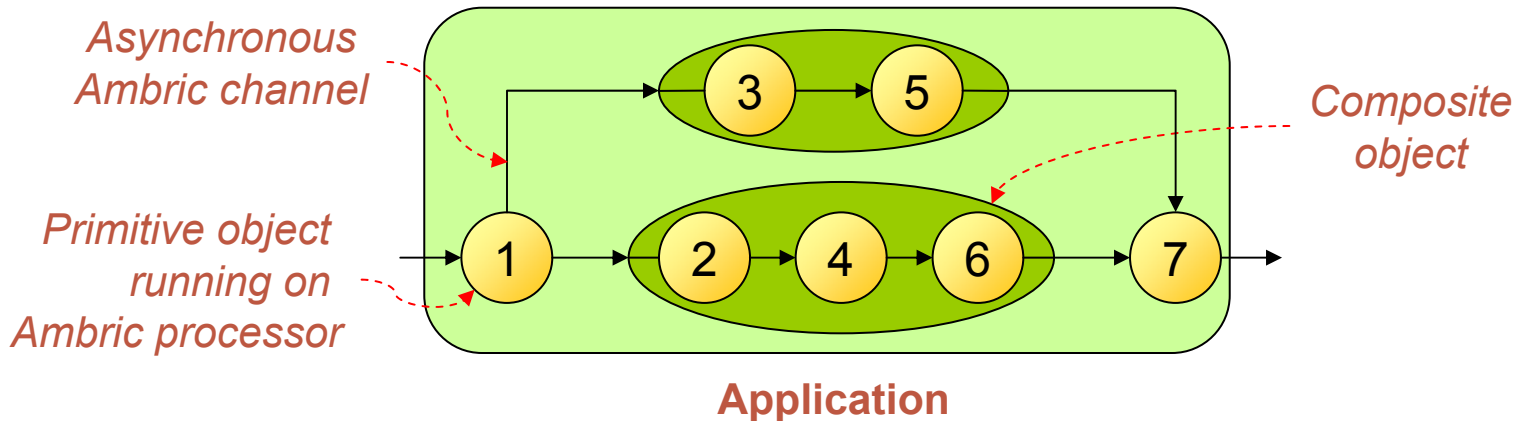 Asynchronous
Ambric channel
3
5
Composite
object
Primitive object
running on
Ambric processor
1
2
4
6
7
Application